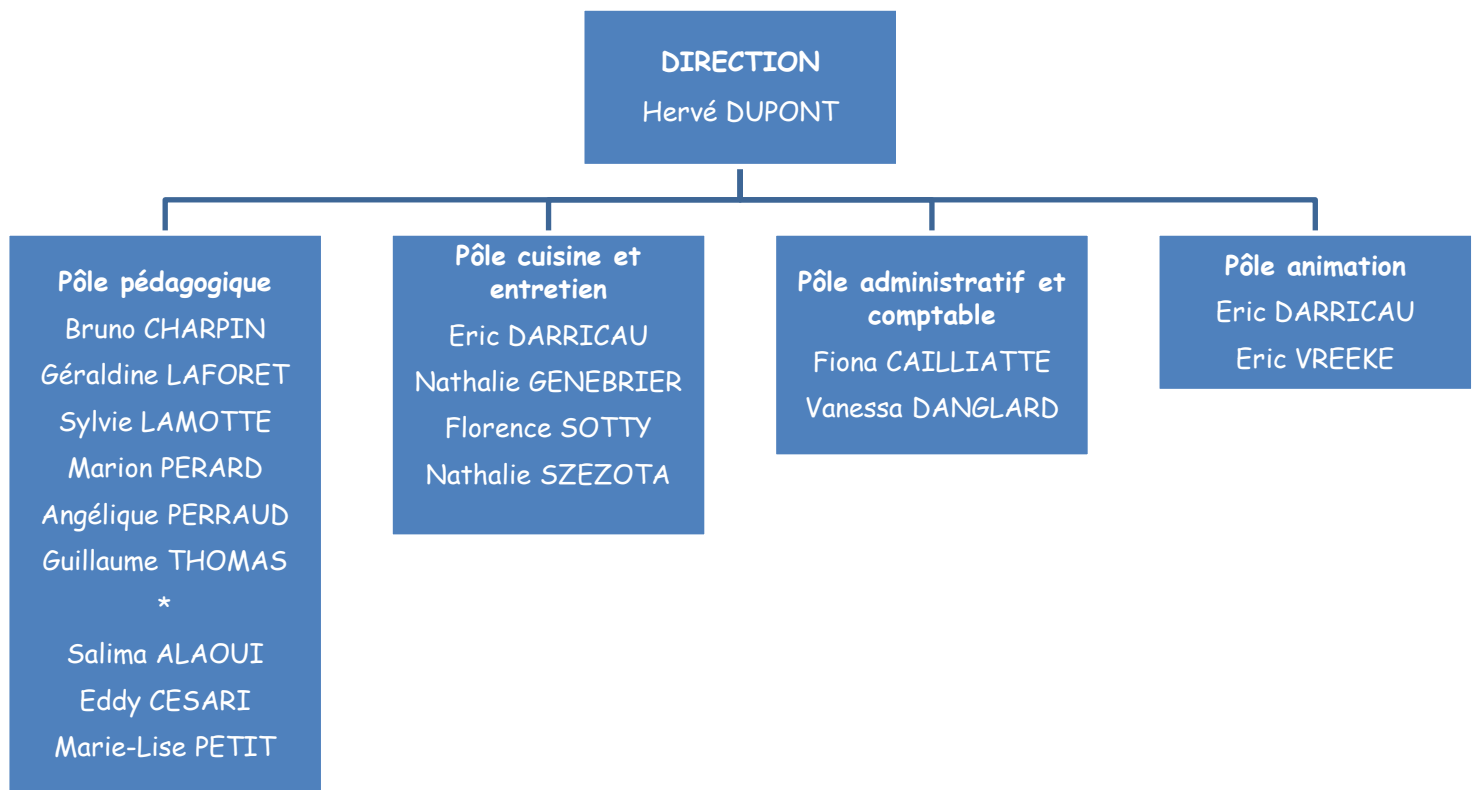 DIRECTION
Hervé DUPONT
Pôle pédagogique
Bruno CHARPIN
Géraldine LAFORET
Sylvie LAMOTTE
Marion PERARD
Angélique PERRAUD
Guillaume THOMAS
*
Salima ALAOUI
Eddy CESARI
Marie-Lise PETIT
Pôle cuisine et
entretien
Eric DARRICAU
Nathalie GENEBRIER
Florence SOTTY
Nathalie SZEZOTA
Pôle administratif et
comptable
Fiona CAILLIATTE
Vanessa DANGLARD
Pôle animation
Eric DARRICAU
Eric VREEKE